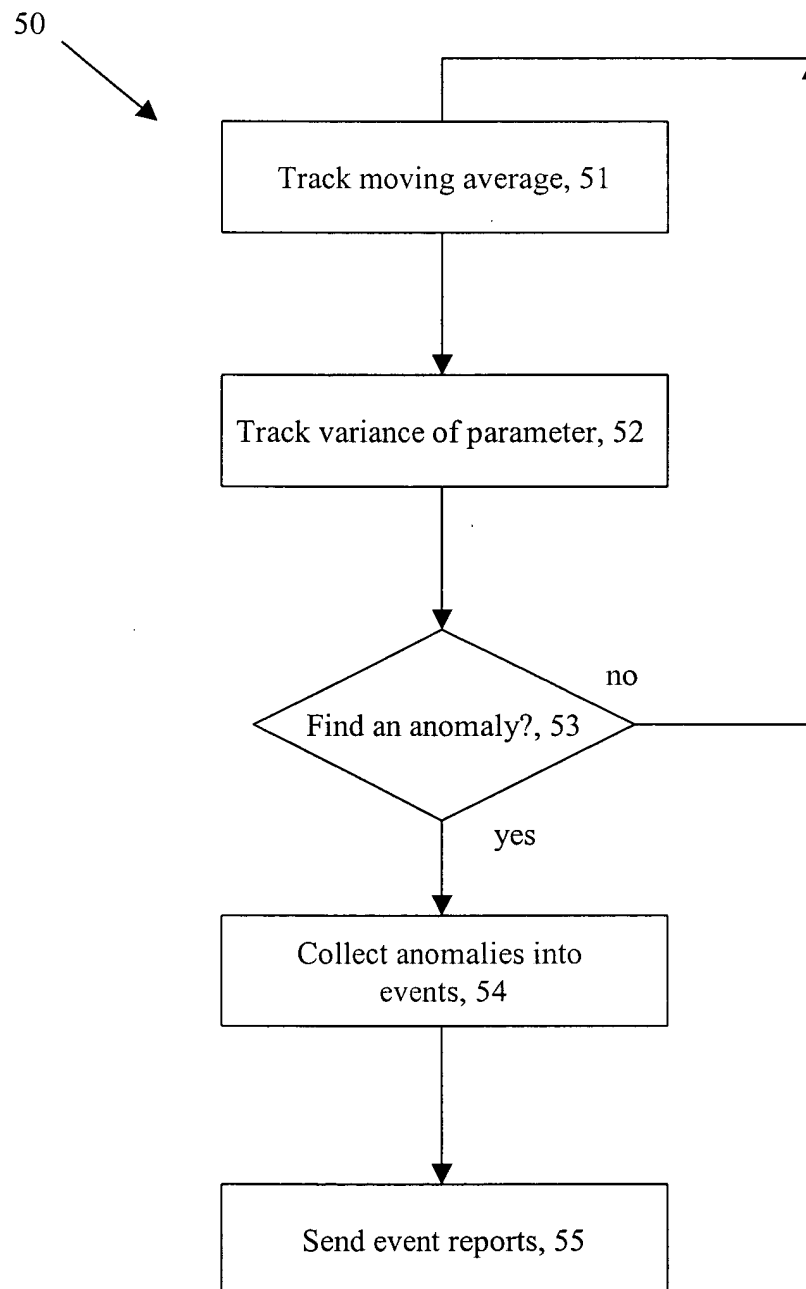 50
Track moving average, 51
Track variance of parameter, 52
no
Find an anomaly?, 53
yes
Collect anomalies into
events, 54
Send event reports, 55